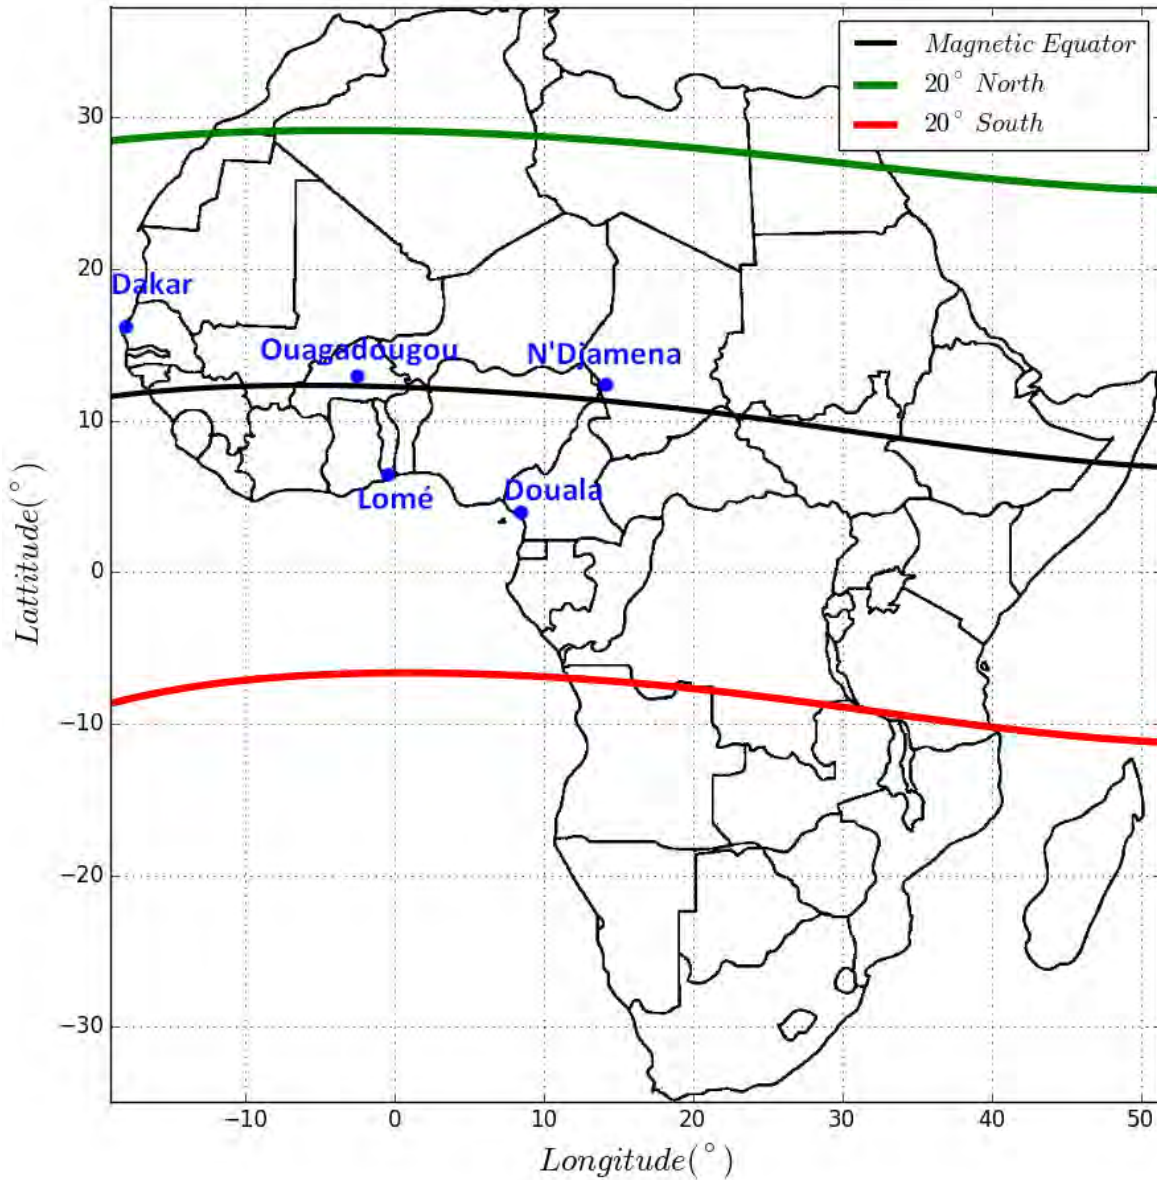 Magnetic Equator
20° North
20° South
30
20
Dakar
Ouagadougou
N'Djamena
10
Lomé
Douala
0
−10
−20
−30
−10
0
10
20
30
40
50
Lattitude(°)
Longitude(°)